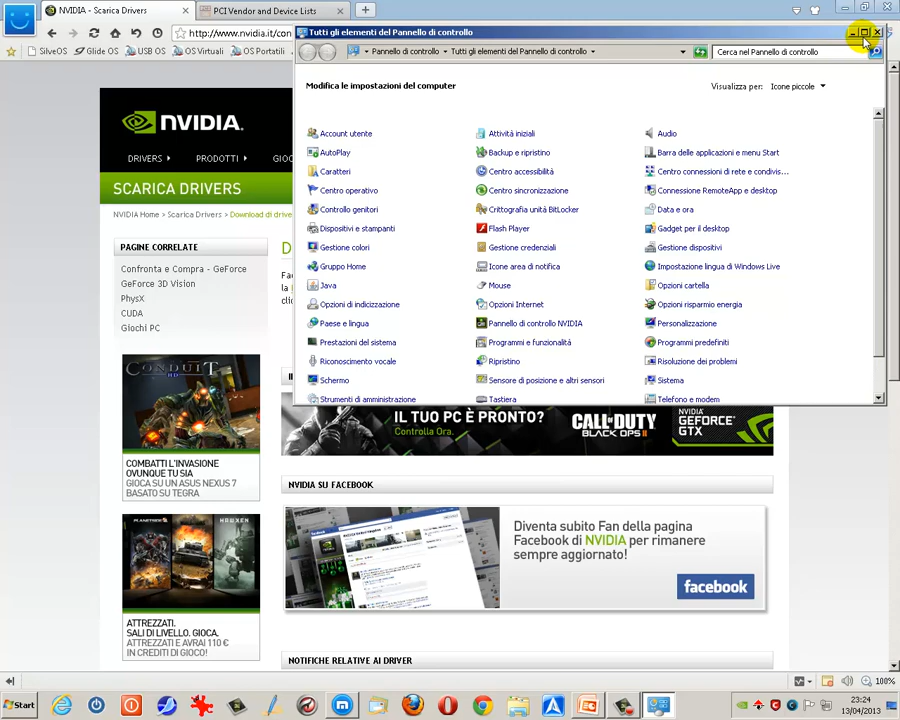 NVIDIA - Scarica Drivers
PCI Vendor and Device Lists
http://www.nvidia.it/con
SilveOS
Glide OS
USB OS
OS Virtuali
OS Portatili
Tutti gli elementi del Pannello di controllo
Pannello di controllo
Tutti gli elementi del Pannello di controllo
Cerca nel Pannello di controllo
Modifica le impostazioni del computer
Visualizza per: Icone piccole
Account utente
Attività iniziali
Audio
AutoPlay
Backup e ripristino
Barra delle applicazioni e menu Start
Caratteri
Centro accessibilità
Centro connessioni di rete e condivis...
Centro operativo
Centro sincronizzazione
Connessione RemoteApp e desktop
Controllo genitori
Crittografia unità BitLocker
Data e ora
Dispositivi e stampanti
Flash Player
Gadget per il desktop
Gestione colori
Gestione credenziali
Gestione dispositivi
Gruppo Home
Icone area di notifica
Impostazione lingua di Windows Live
Java
Mouse
Opzioni cartella
Opzioni di indicizzazione
Opzioni Internet
Opzioni risparmio energia
Paese e lingua
Pannello di controllo NVIDIA
Personalizzazione
Prestazioni del sistema
Programmi e funzionalità
Programmi predefiniti
Riconoscimento vocale
Ripristino
Risoluzione dei problemi
Schermo
Sensore di posizione e altri sensori
Sistema
Strumenti di amministrazione
Tastiera
Telefono e modem
NVIDIA.
DRIVERS
PRODOTTI
GIOC
SCARICA DRIVERS
NVIDIA Home > Scarica Drivers > Download di drive
PAGINE CORRELATE
Confronta e Compra - GeForce
GeForce 3D Vision
PhysX
CUDA
Giochi PC
D
Fac
la
clic
CONDUIT
HD
COMBATTI L'INVASIONE
OVUNQUE TU SIA
GIOCA SU UN ASUS NEXUS 7
BASATO SU TEGRA
IL TUO PC È PRONTO?
Controlla Ora.
CALL OF DUTY
BLACK OPS II
NVIDIA
GEFORCE
GTX
NVIDIA SU FACEBOOK
Diventa subito Fan della pagina
Facebook di NVIDIA per rimanere
sempre aggiornato!
facebook
PLANETSIDE 2
HAWKEN
ATTREZZATI.
SALI DI LIVELLO. GIOCA.
ATTREZZATI E AVRAI 110 €
IN CREDITI DI GIOCO!
NOTIFICHE RELATIVE AI DRIVER
100%
Start
23:24
13/04/2013